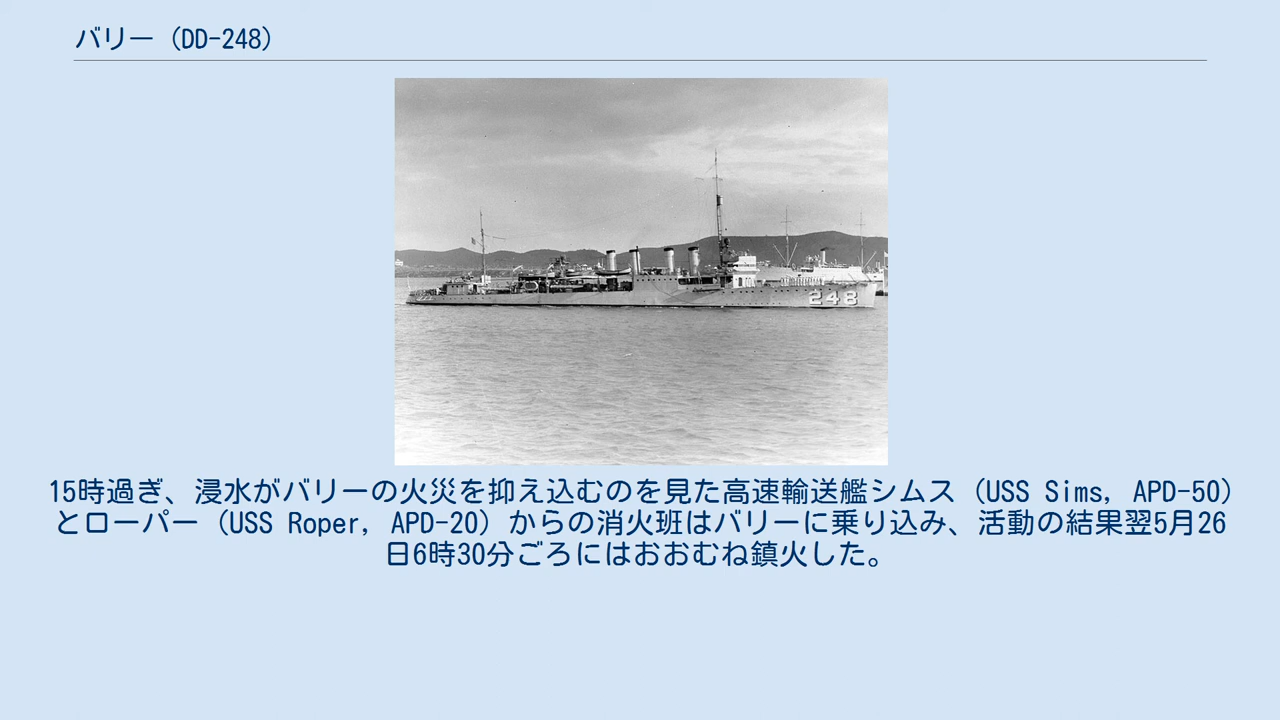 バリー（DD-248）
248
15時過ぎ、浸水がバリーの火災を抑え込むのを見た高速輸送艦シムス（USS Sims, APD-50）
とローパー（USS Roper, APD-20）からの消火班はバリーに乗り込み、活動の結果翌5月26
日6時30分ごろにはおおむね鎮火した。